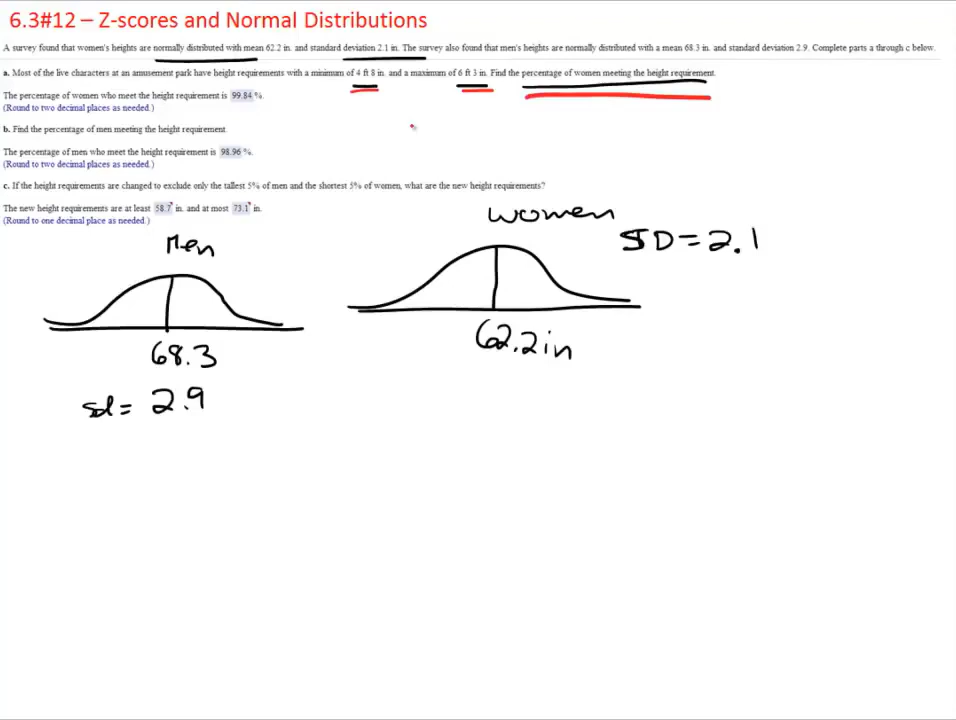 6.3#12 – Z-scores and Normal Distributions
A survey found that women's heights are normally distributed with mean 62.2 in. and standard deviation 2.1 in. The survey also found that men's heights are normally distributed with a mean 68.3 in. and standard deviation 2.9. Complete parts a through c below.
a. Most of the live characters at an amusement park have height requirements with a minimum of 4 ft 8 in. and a maximum of 6 ft 3 in. Find the percentage of women meeting the height requirement.
The percentage of women who meet the height requirement is 99.84 %.
(Round to two decimal places as needed.)
b. Find the percentage of men meeting the height requirement.
The percentage of men who meet the height requirement is 98.96 %.
(Round to two decimal places as needed.)
c. If the height requirements are changed to exclude only the tallest 5% of men and the shortest 5% of women, what are the new height requirements?
The new height requirements are at least 58.7 in. and at most 73.1 in.
(Round to one decimal place as needed.)
women
SD=2.1
Men
62.2in
68.3
sd= 2.9